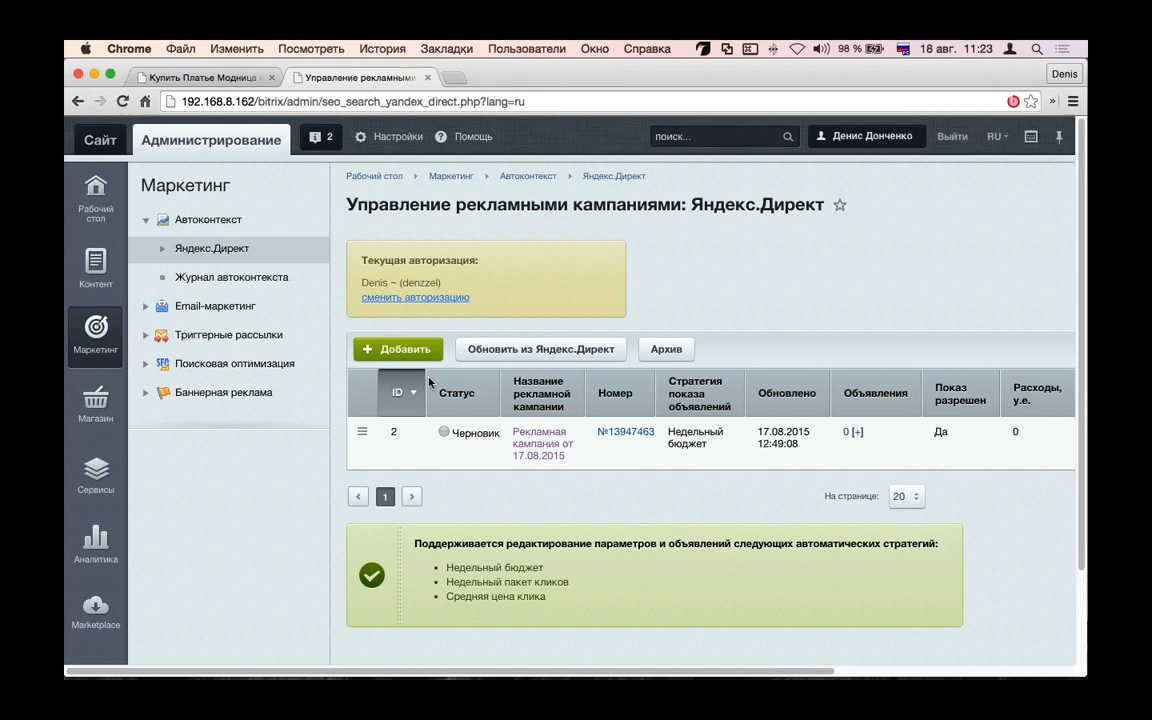 Chrome Файл Изменить Посмотреть История Закладки Пользователи Окно Справка 98 % 18 авг. 11:23
Купить Платье Модница Управление рекламными Denis
192.168.8.162/bitrix/admin/seo_search_yandex_direct.php?lang=ru
Сайт Администрирование 2 Настройки Помощь поиск... Денис Донченко Выйти RU
Рабочий стол Маркетинг Автоконтекст Яндекс.Директ
Управление рекламными кампаниями: Яндекс.Директ
Рабочий
стол
Контент
Маркетинг
Магазин
Сервисы
Аналитика
Marketplace
Маркетинг
Автоконтекст
Яндекс.Директ
Журнал автоконтекста
Email-маркетинг
Триггерные рассылки
Поисковая оптимизация
Баннерная реклама
Текущая авторизация:
Denis ~ (denzzel)
сменить авторизацию
+ Добавить Обновить из Яндекс.Директ Архив
ID Статус Название рекламной кампании Номер Стратегия показа объявлений Обновлено Объявления Показ разрешен Расходы, у.е.
2 Черновик Рекламная кампания от 17.08.2015 №13947463 Недельный бюджет 17.08.2015 12:49:08 0 [+] Да 0
1 На странице: 20
Поддерживается редактирование параметров и объявлений следующих автоматических стратегий:
• Недельный бюджет
• Недельный пакет кликов
• Средняя цена клика